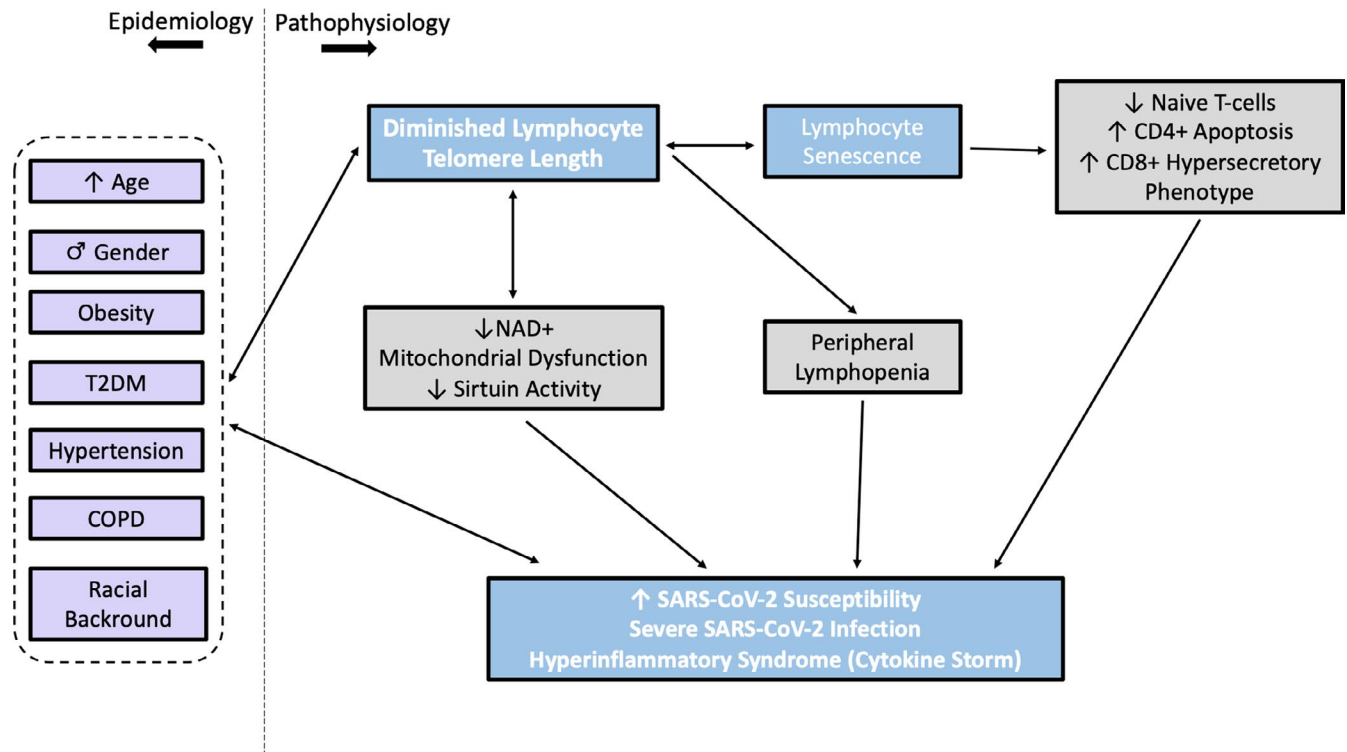 Epidemiology
Pathophysiology
↑ Age
♂ Gender
Obesity
T2DM
Hypertension
COPD
Racial
Backround
Diminished Lymphocyte
Telomere Length
Lymphocyte
Senescence
↓ Naive T-cells
↑ CD4+ Apoptosis
↑ CD8+ Hypersecretory
Phenotype
↓NAD+
Mitochondrial Dysfunction
↓ Sirtuin Activity
Peripheral
Lymphopenia
↑ SARS-CoV-2 Susceptibility
Severe SARS-CoV-2 Infection
Hyperinflammatory Syndrome (Cytokine Storm)